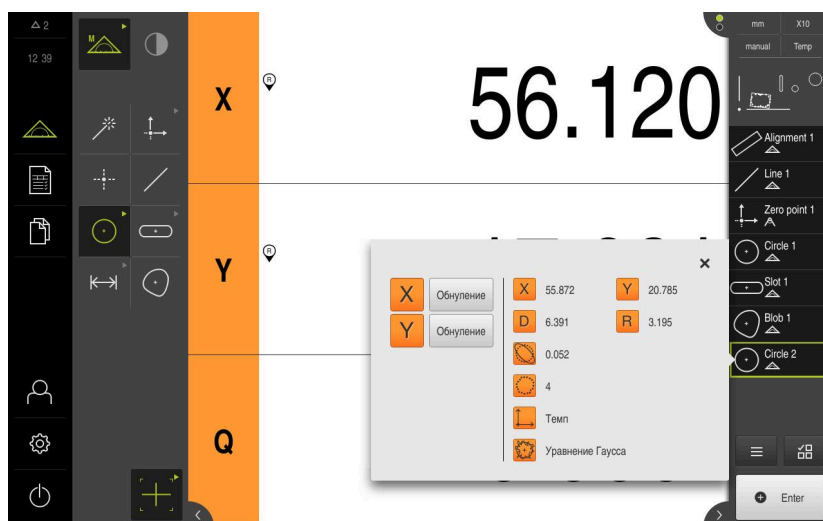 2
12 39
M
X
R
56.120
Y
R
Q
X Обнуление
Y Обнуление
X 55.872
Y 20.785
D 6.391
R 3.195
0.052
4
Темп
Уравнение Гаусса
mm X10
manual Temp
Alignment 1
Line 1
Zero point 1
Circle 1
Slot 1
Blob 1
Circle 2
Enter